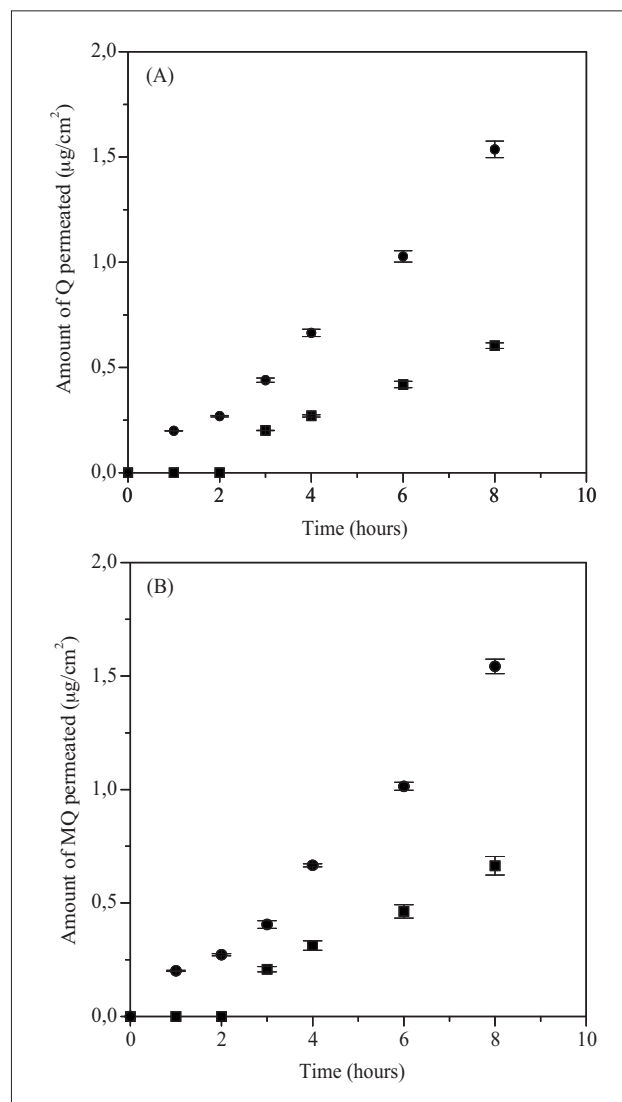 (A)
Amount of Q permeated (µg/cm²)
2,0
1,5
1,0
0,5
0,0
0 2 4 6 8 10
Time (hours)
(B)
Amount of MQ permeated (µg/cm²)
2,0
1,5
1,0
0,5
0,0
0 2 4 6 8 10
Time (hours)